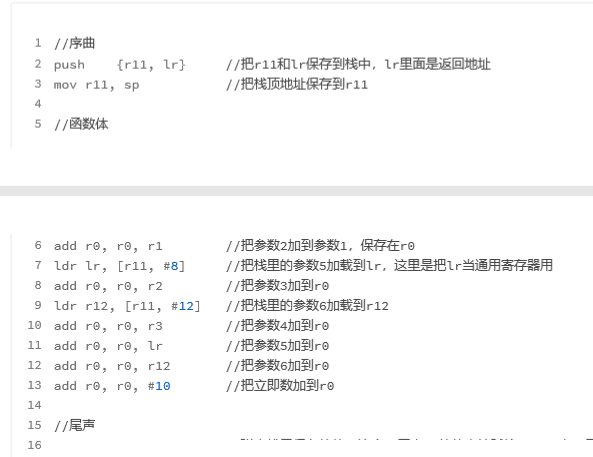 1 //序曲
2 push {r11, lr} //把r11和lr保存到栈中，lr里面是返回地址
3 mov r11, sp //把栈顶地址保存到r11
4
5 //函数体
6 add r0, r0, r1 //把参数2加到参数1，保存在r0
7 ldr lr, [r11, #8] //把栈里的参数5加载到lr，这里是把lr当通用寄存器用
8 add r0, r0, r2 //把参数3加到r0
9 ldr r12, [r11, #12] //把栈里的参数6加载到r12
10 add r0, r0, r3 //把参数4加到r0
11 add r0, r0, lr //把参数5加到r0
12 add r0, r0, r12 //把参数6加到r0
13 add r0, r0, #10 //把立即数加到r0
14
15 //尾声
16